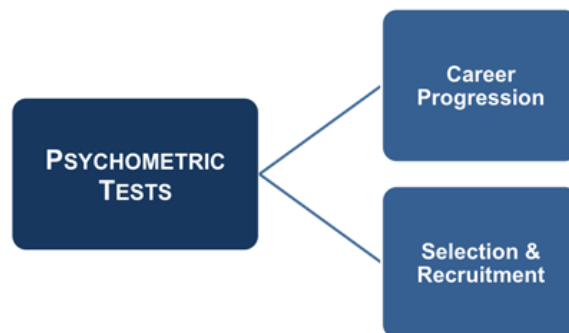 PSYCHOMETRIC
TESTS
Career
Progression
Selection &
Recruitment